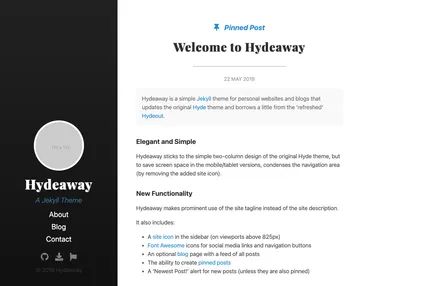 Hydeaway
A Jekyll Theme
About
Blog
Contact
© 2019 Hydeaway
Pinned Post
Welcome to Hydeaway
22 MAY 2019
Hydeaway is a simple Jekyll theme for personal websites and blogs that
updates the original Hyde theme and borrows a little from the 'refreshed'
Hydeout.
Elegant and Simple
Hydeaway sticks to the simple two-column design of the original Hyde theme, but
to save screen space in the mobile/tablet versions, condenses the navigation area
(by removing the added site icon).
New Functionality
Hydeaway makes prominent use of the site tagline instead of the site description.
It also includes:
• A site icon in the sidebar (on viewports above 825px)
• Font Awesome icons for social media links and navigation buttons
• An optional blog page with a feed of all posts
• The ability to create pinned posts
• A 'Newest Post!' alert for new posts (unless they are also pinned)